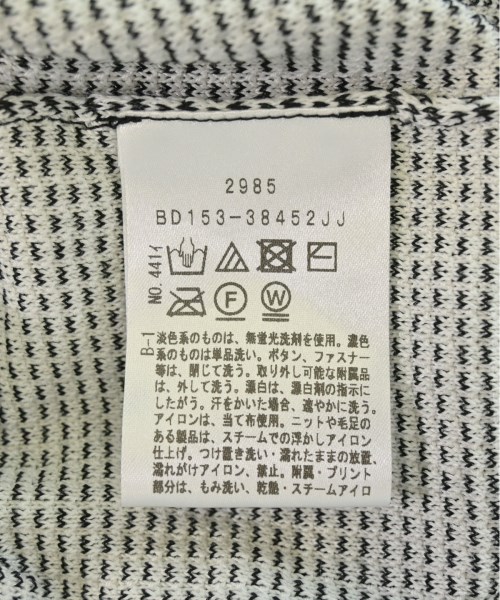 2985
BD153-38452JJ
NO.441イ
F
W
B-1
淡色系のものは、無蛍光洗剤を使用。濃色
系のものは単品洗い。ボタン、ファスナー
等は、閉じて洗う。取り外し可能な附属品
は、外して洗う。漂白は、漂白剤の指示に
したがう。汗をかいた場合、速やかに洗う。
アイロンは、当て布使用。ニットや毛足の
ある製品は、スチームでの浮かしアイロン
仕上げ。つけ置き洗い・濡れたままの放置、
濡れがけアイロン、禁止。附属・プリント
部分は、もみ洗い、乾熱・スチームアイロ